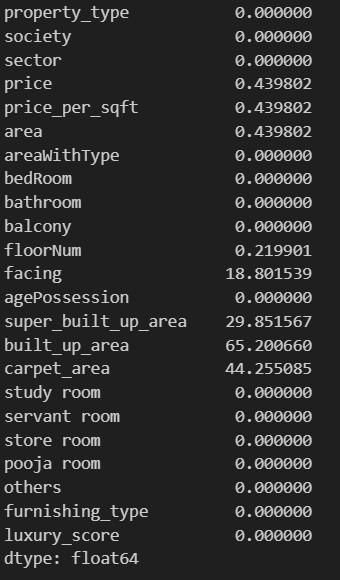 property_type 0.000000
society 0.000000
sector 0.000000
price 0.439802
price_per_sqft 0.439802
area 0.439802
areaWithType 0.000000
bedRoom 0.000000
bathroom 0.000000
balcony 0.000000
floorNum 0.219901
facing 18.801539
agePossession 0.000000
super_built_up_area 29.851567
built_up_area 65.200660
carpet_area 44.255085
study room 0.000000
servant room 0.000000
store room 0.000000
pooja room 0.000000
others 0.000000
furnishing_type 0.000000
luxury_score 0.000000
dtype: float64